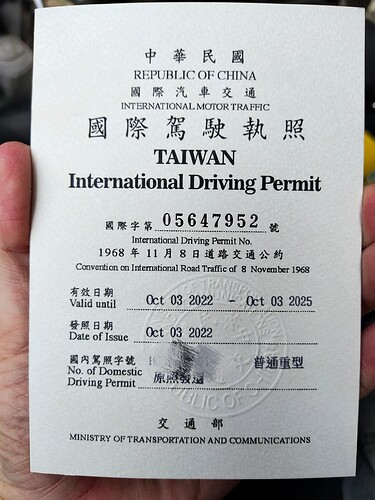 中華民國
REPUBLIC OF CHINA
國際汽車交通
INTERNATIONAL MOTOR TRAFFIC
國際駕駛執照
TAIWAN
International Driving Permit
國際字第 05647952 號
International Driving Permit No.
1968 年 11 月 8 日道路交通公約
Convention on International Road Traffic of 8 November 1968
有效日期
Valid until Oct 03 2022 - Oct 03 2025
發照日期
Date of Issue Oct 03 2022
國內駕照字號 普通重型
No. of Domestic
Driving Permit 原照發還
交通部
MINISTRY OF TRANSPORTATION AND COMMUNICATIONS